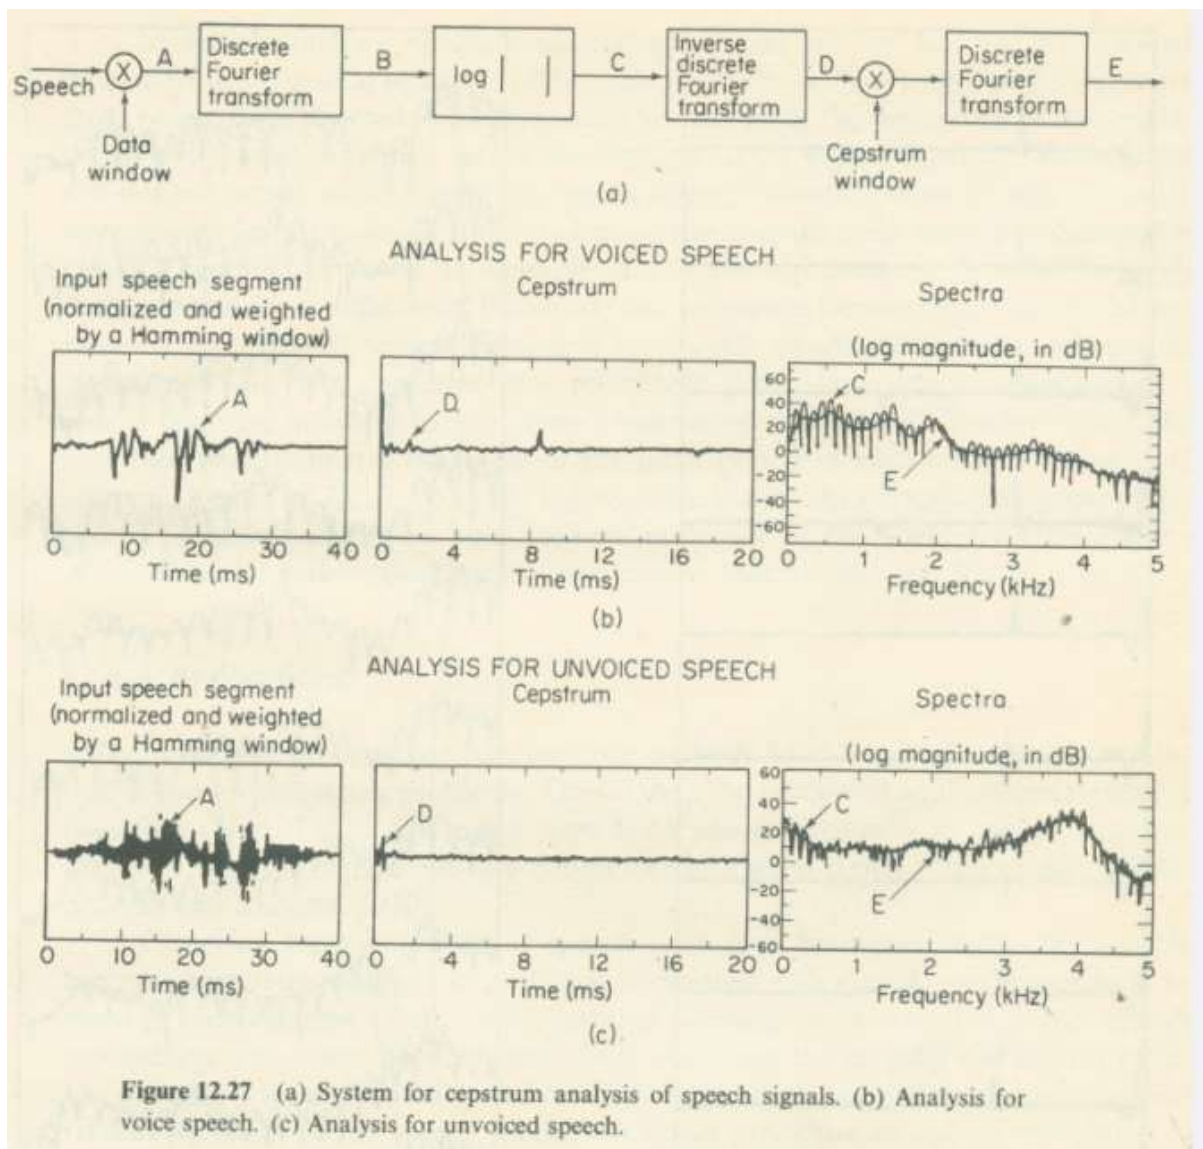 Speech
X
A
Discrete
Fourier
transform
B
log | |
C
Inverse
discrete
Fourier
transform
D
X
Discrete
Fourier
transform
E
Data
window
Cepstrum
window
(a)
ANALYSIS FOR VOICED SPEECH
Input speech segment
(normalized and weighted
by a Hamming window)
Cepstrum
Spectra
(log magnitude, in dB)
A
D
C
E
60
40
20
0
-20
-40
-60
0 10 20 30 40
Time (ms)
0 4 8 12 16 20
Time (ms)
0 1 2 3 4 5
Frequency (kHz)
(b)
ANALYSIS FOR UNVOICED SPEECH
Input speech segment
(normalized and weighted
by a Hamming window)
Cepstrum
Spectra
(log magnitude, in dB)
A
D
C
E
60
40
20
0
-20
-40
-60
0 10 20 30 40
Time (ms)
0 4 8 12 16 20
Time (ms)
0 1 2 3 4 5
Frequency (kHz)
(c)
Figure 12.27 (a) System for cepstrum analysis of speech signals. (b) Analysis for
voice speech. (c) Analysis for unvoiced speech.